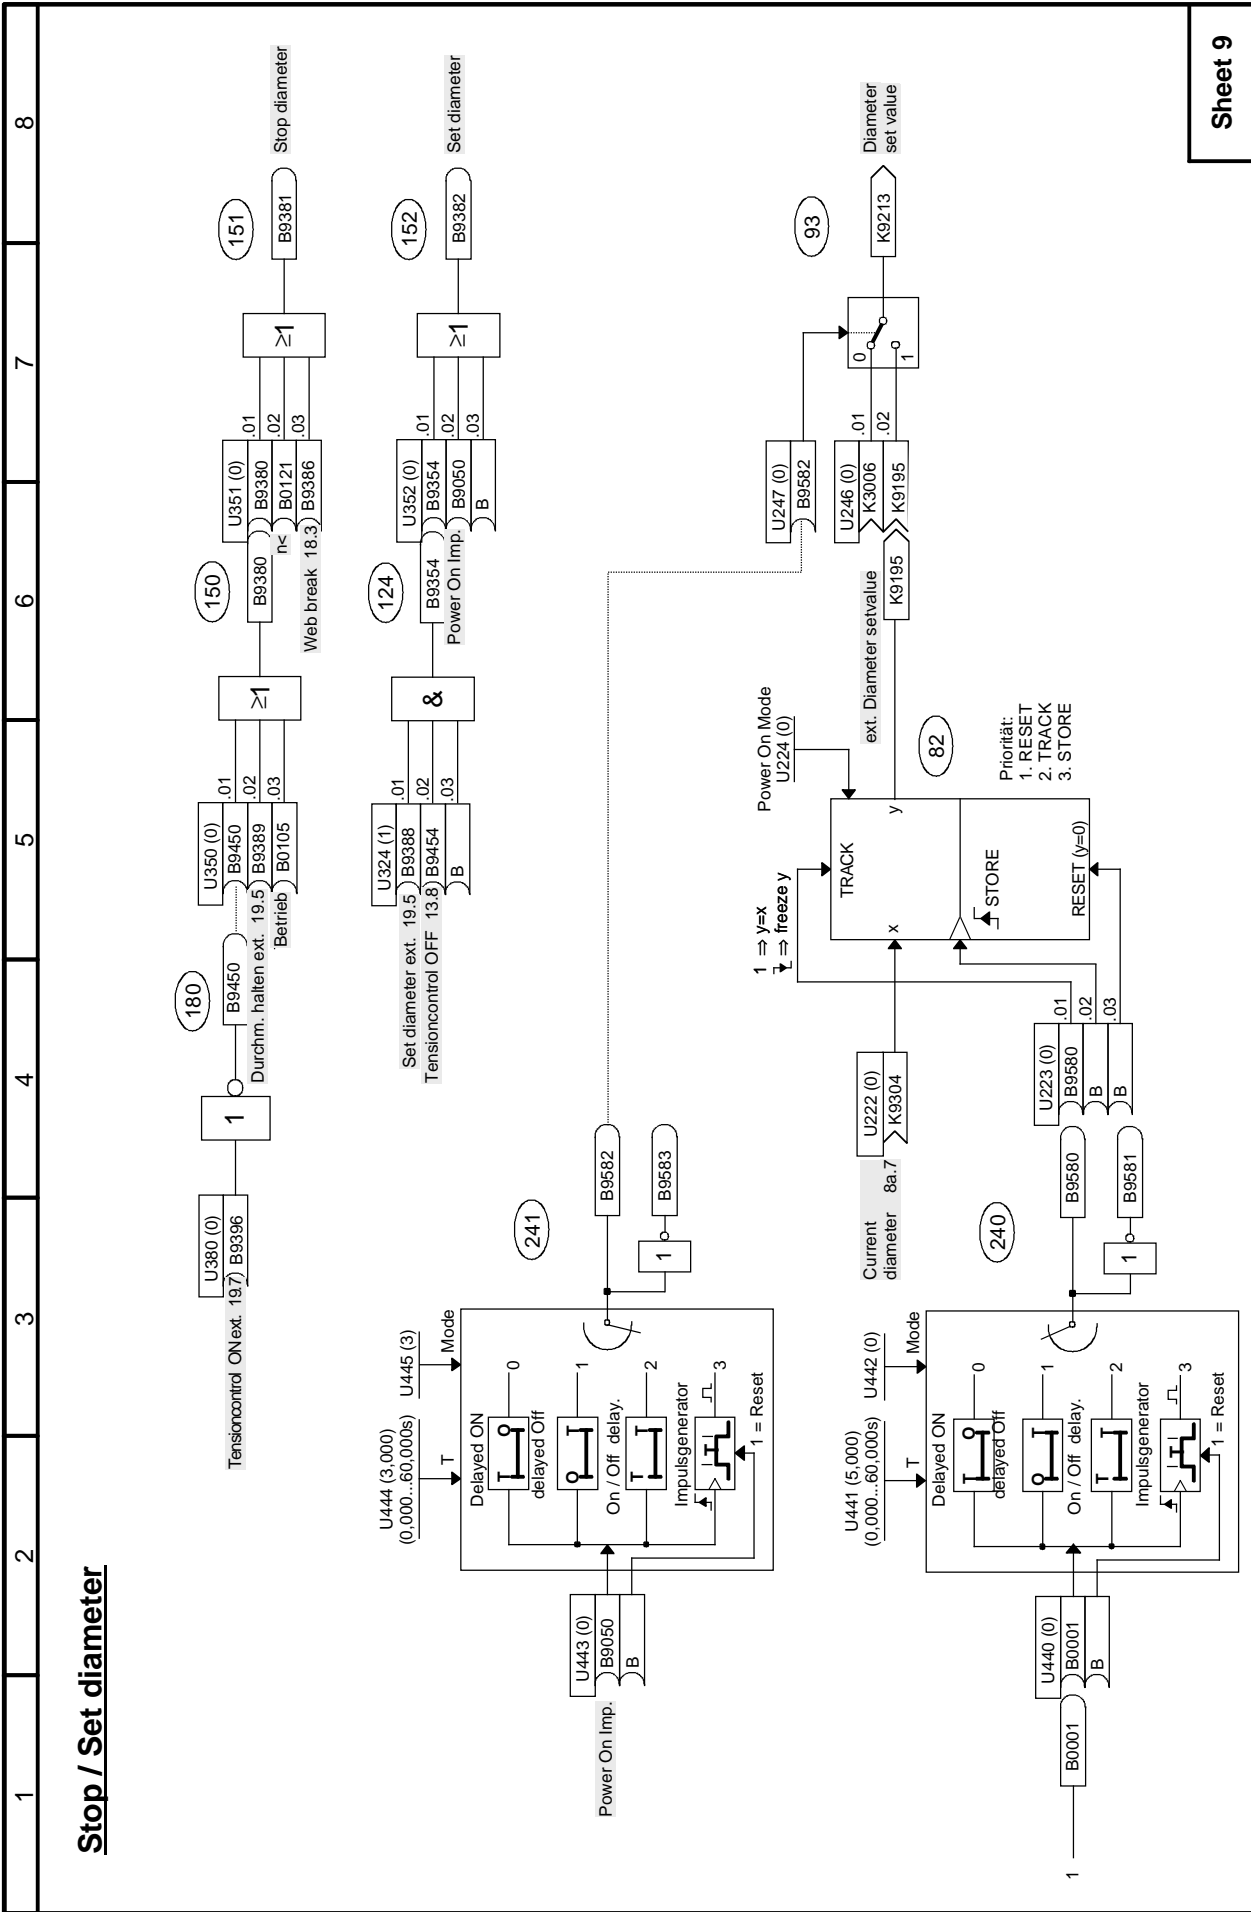 1 2 3 4 5 6 7 8
Stop / Set diameter
U380 (0)
B9396
Tensioncontrol ONext. 19.7
1
180
B9450
U350 (0)
B9450 .01
B9389 .02
B0105 .03
Durchm. halten ext. 19.5
Betrieb
≥1
150
B9380
U351 (0)
B9380 .01
B0121 .02
B9386 .03
n<
Web break 18.3
≥1
151
B9381
Stop diameter
U324 (1)
B9388 .01
B9454 .02
B .03
Set diameter ext. 19.5
Tensioncontrol OFF 13.8
&
124
B9354
U352 (0)
B9354 .01
B9050 .02
B .03
Power On Imp.
≥1
152
B9382
Set diameter
Power On Imp.
U443 (0)
B9050
B
U444 (3,000)
(0,000...60,000s)
T
U445 (3)
Mode
Delayed ON
T O
delayed Off
0
O T
1
On / Off delay.
T T
2
Impulsgenerator
T
3
1 = Reset
241
B9582
1
B9583
U247 (0)
B9582
93
U246 (0)
K3006 .01
K9195 .02
0
1
K9213
Diameter
set value
Current
diameter 8a.7
U222 (0)
K9304
1 ⇒ y=x
⇒ freeze y
Power On Mode
U224 (0)
TRACK
x
y
STORE
RESET (y=0)
82
ext. Diameter setvalue
K9195
Priorität:
1. RESET
2. TRACK
3. STORE
1
B0001
U440 (0)
B0001
B
U441 (5,000)
(0,000...60,000s)
T
U442 (0)
Mode
Delayed ON
T O
delayed Off
0
O T
1
On / Off delay.
T T
2
Impulsgenerator
T
3
1 = Reset
240
B9580
1
B9581
U223 (0)
B9580 .01
B .02
B .03
Sheet 9